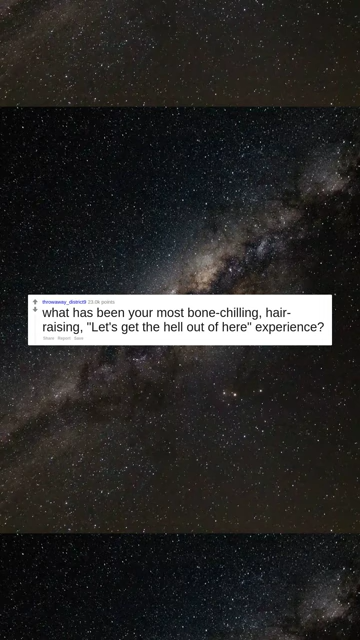 throwaway_district9 23.0k points
what has been your most bone-chilling, hair-
raising, "Let's get the hell out of here" experience?
Share Report Save